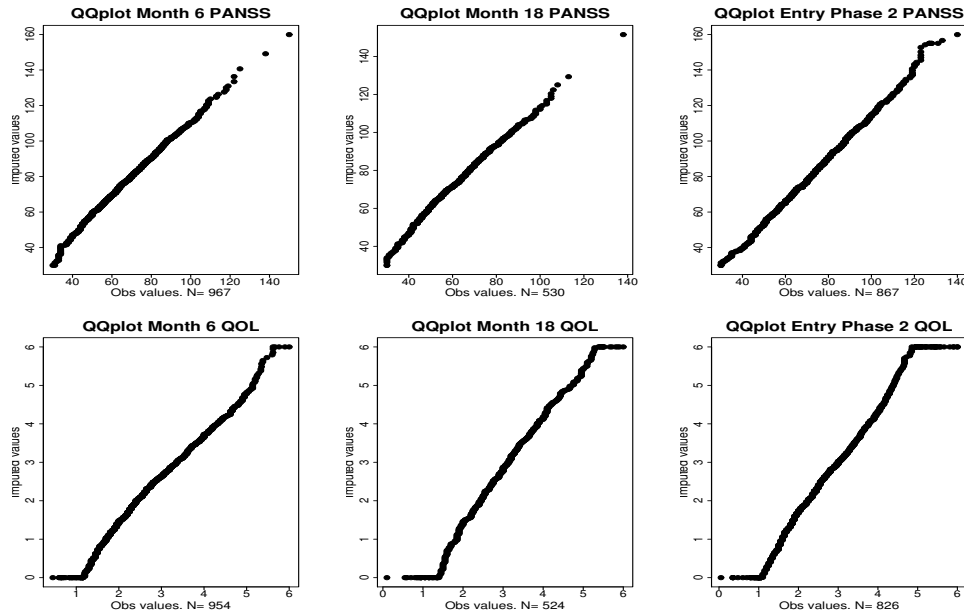 QQplot Month 6 PANSS
QQplot Month 18 PANSS
QQplot Entry Phase 2 PANSS
Imputed values
40 60 80 100 120 140 160
40 60 80 100 120 140
Obs values. N= 967
Imputed values
40 60 80 100 120 140 160
40 60 80 100 120 140
Obs values. N= 530
Imputed values
40 60 80 100 120 140 160
40 60 80 100 120 140
Obs values. N= 867
QQplot Month 6 QOL
QQplot Month 18 QOL
QQplot Entry Phase 2 QOL
Imputed values
0 1 2 3 4 5 6
1 2 3 4 5 6
Obs values. N= 954
Imputed values
0 1 2 3 4 5 6
0 1 2 3 4 5 6
Obs values. N= 524
Imputed values
0 1 2 3 4 5 6
0 1 2 3 4 5 6
Obs values. N= 826